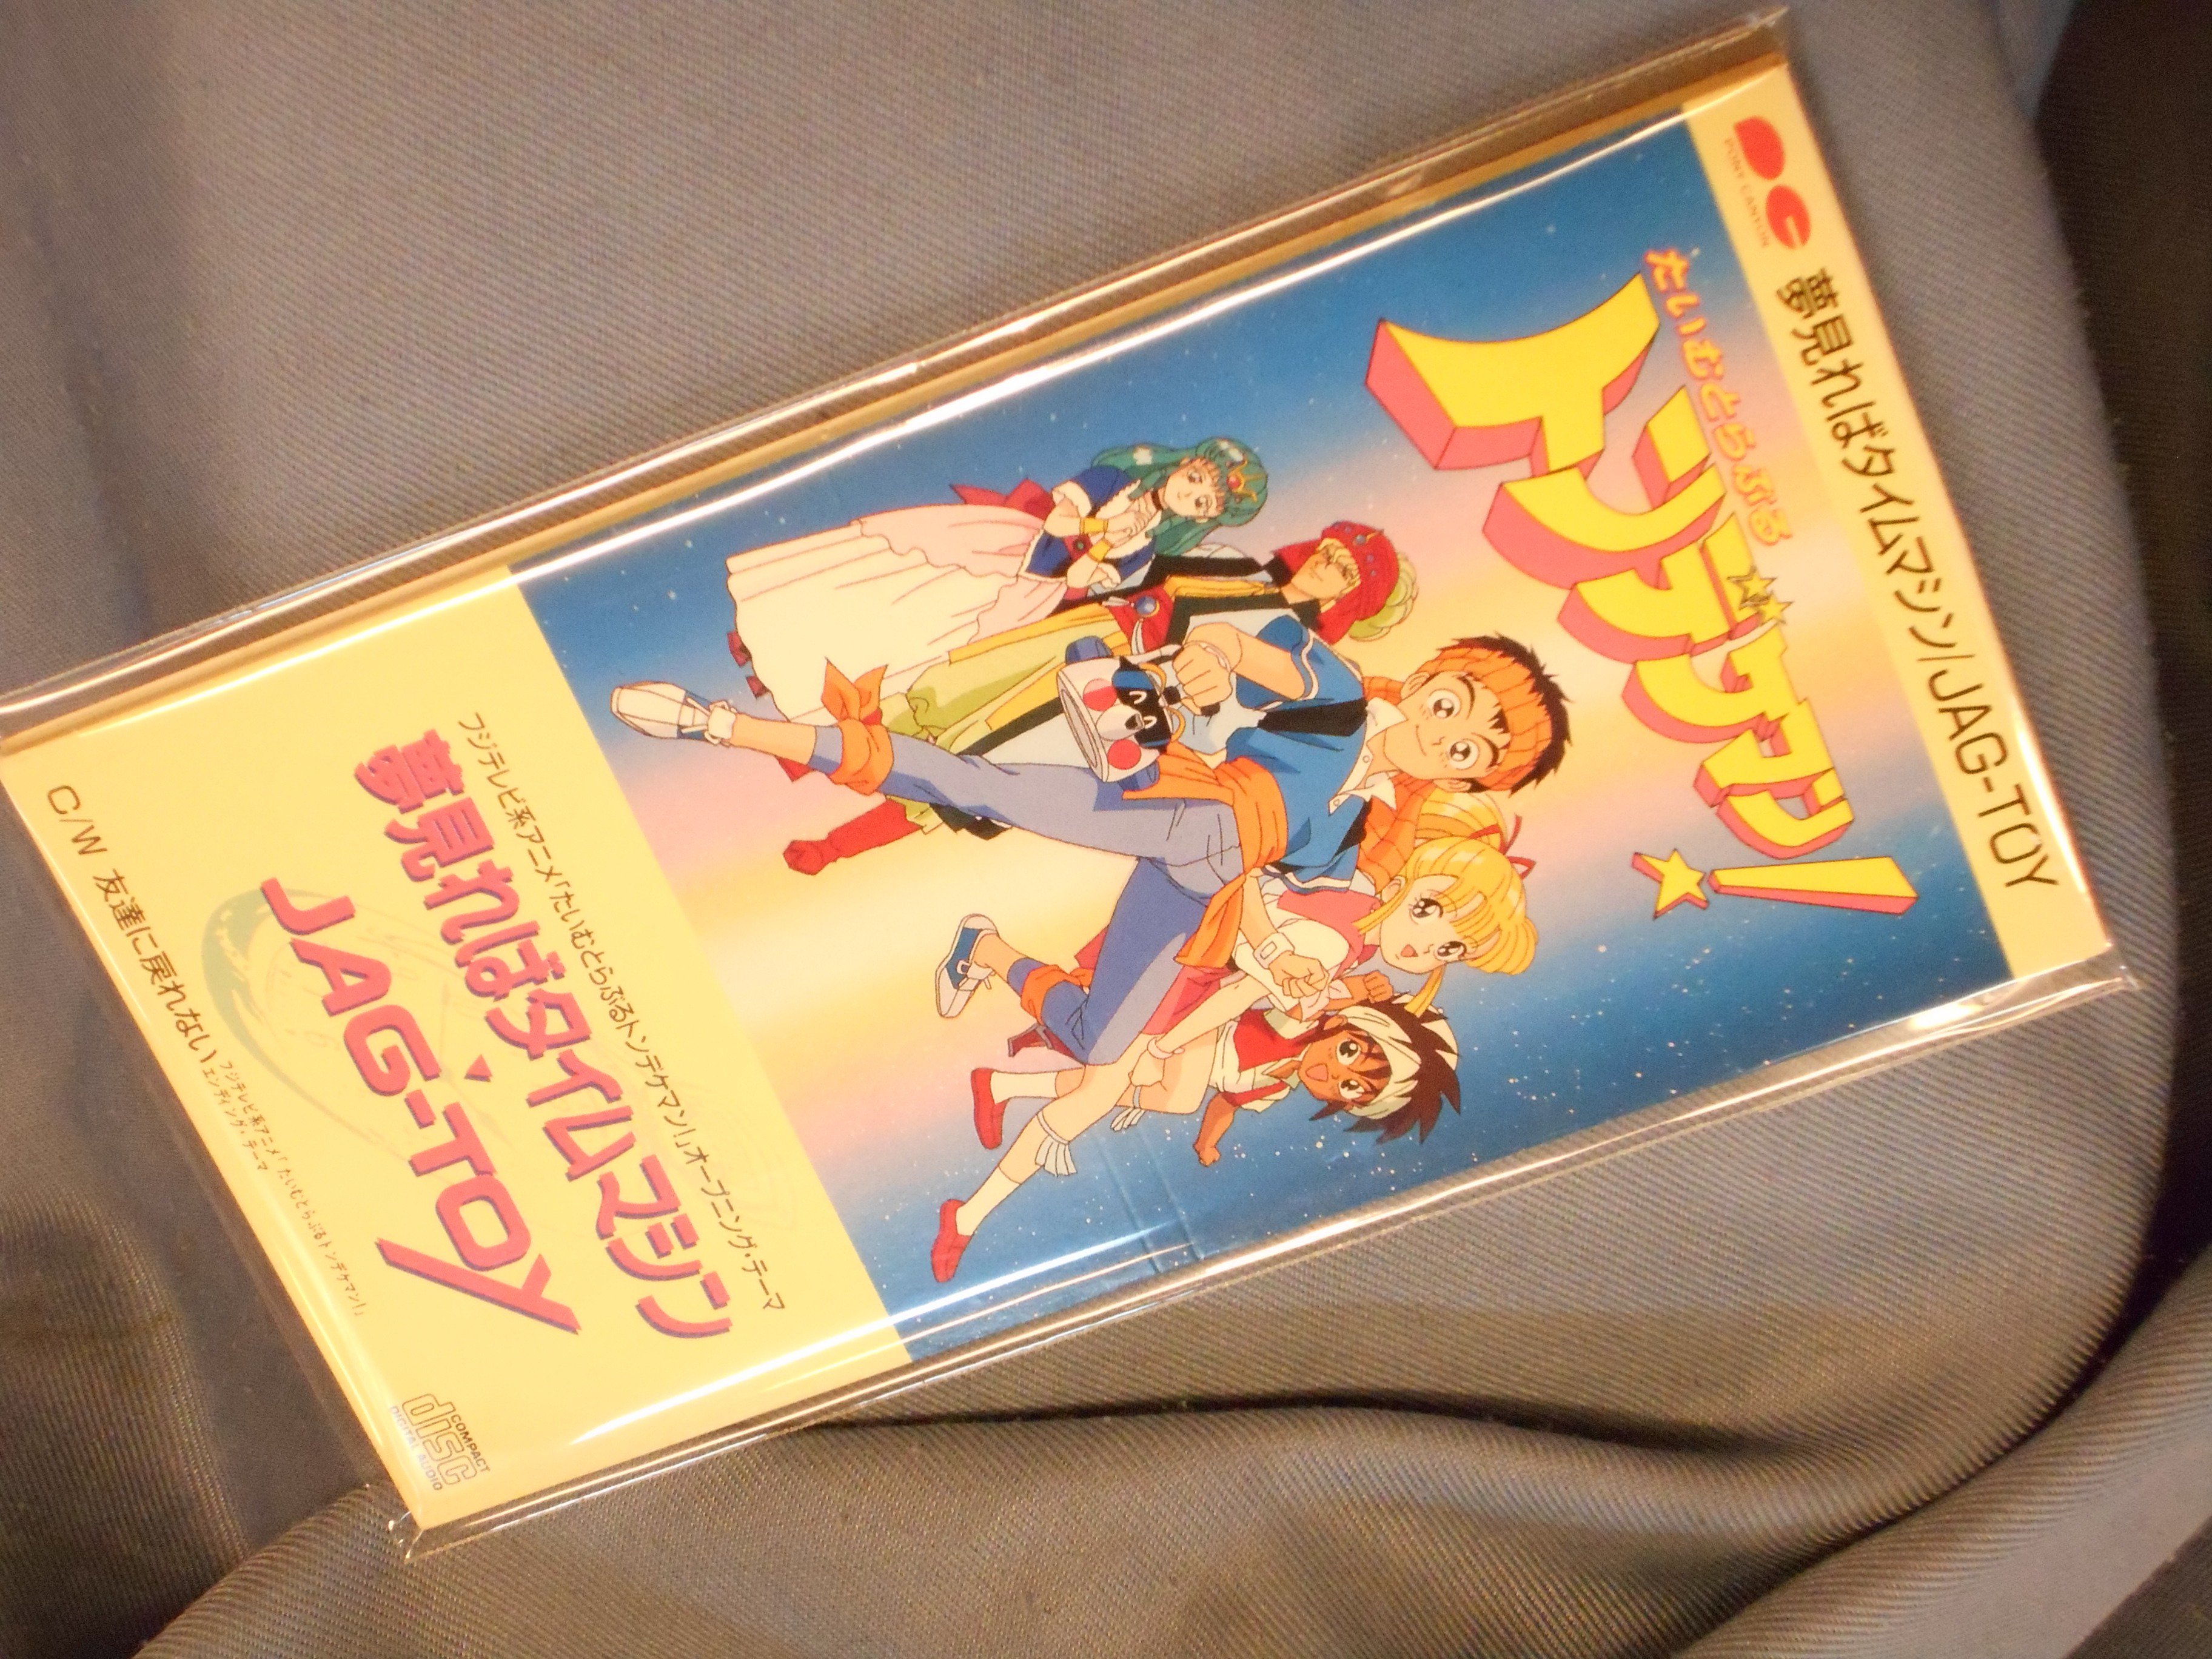 PONY CANYON
夢見ればタイムマシン/JAG-TOY
たいむとらぶる
トンデケマン!
フジテレビ系アニメ「たいむとらぶるトンデケマン!」オープニング・テーマ
夢見ればタイムマシン
JAG-TOY
C/W 友達に戻れない
フジテレビ系アニメ「たいむとらぶるトンデケマン!」
エンディング・テーマ
COMPACT
disc
DIGITAL AUDIO